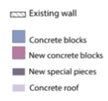 Existing wall
Concrete blocks
New concrete blocks
New special pieces
Concrete roof